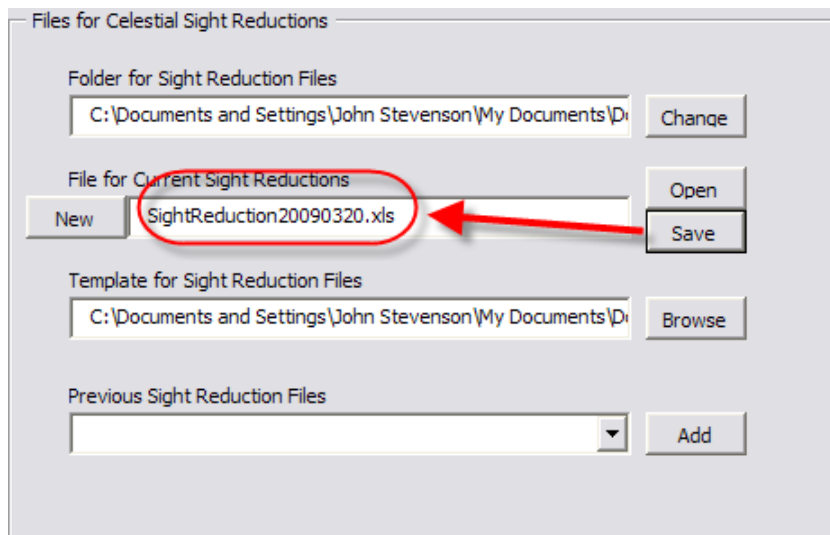 Files for Celestial Sight Reductions
Folder for Sight Reduction Files
C:\Documents and Settings\John Stevenson\My Documents\D
Change
File for Current Sight Reductions
Open
New
SightReduction20090320.xls
Save
Template for Sight Reduction Files
C:\Documents and Settings\John Stevenson\My Documents\D
Browse
Previous Sight Reduction Files
Add